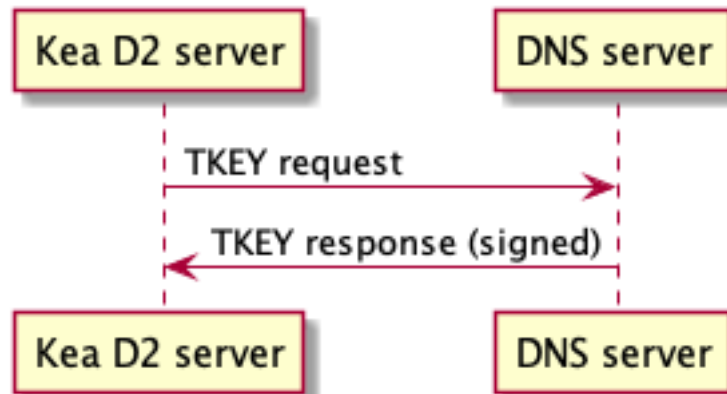 Kea D2 server
DNS server
TKEY request
TKEY response (signed)
Kea D2 server
DNS server